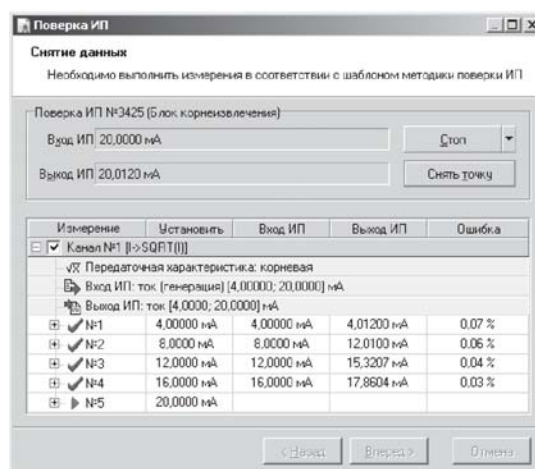 Поверка ИП
Снятие данных
Необходимо выполнить измерения в соответствии с шаблоном методики поверки ИП
Поверка ИП №3425 (Блок корнеизвлечения)
Вход ИП 20,0000 мА Стоп
Выход ИП 20,0120 мА Снять точку
Измерение Установить Вход ИП Выход ИП Ошибка
Канал №1 [I->SQRT(I)]
√X Передаточная характеристика: корневая
Вход ИП: ток (генерация) [4,00000; 20,0000] мА
Выход ИП: ток [4,0000; 20,0000] мА
№1 4,00000 мА 4,00000 мА 4,01200 мА 0.07 %
№2 8,0000 мА 8,0000 мА 12,0100 мА 0.06 %
№3 12,0000 мА 12,0000 мА 15,3207 мА 0.04 %
№4 16,0000 мА 16,0000 мА 17,8604 мА 0.03 %
№5 20,0000 мА
< Назад Вперед > Отмена